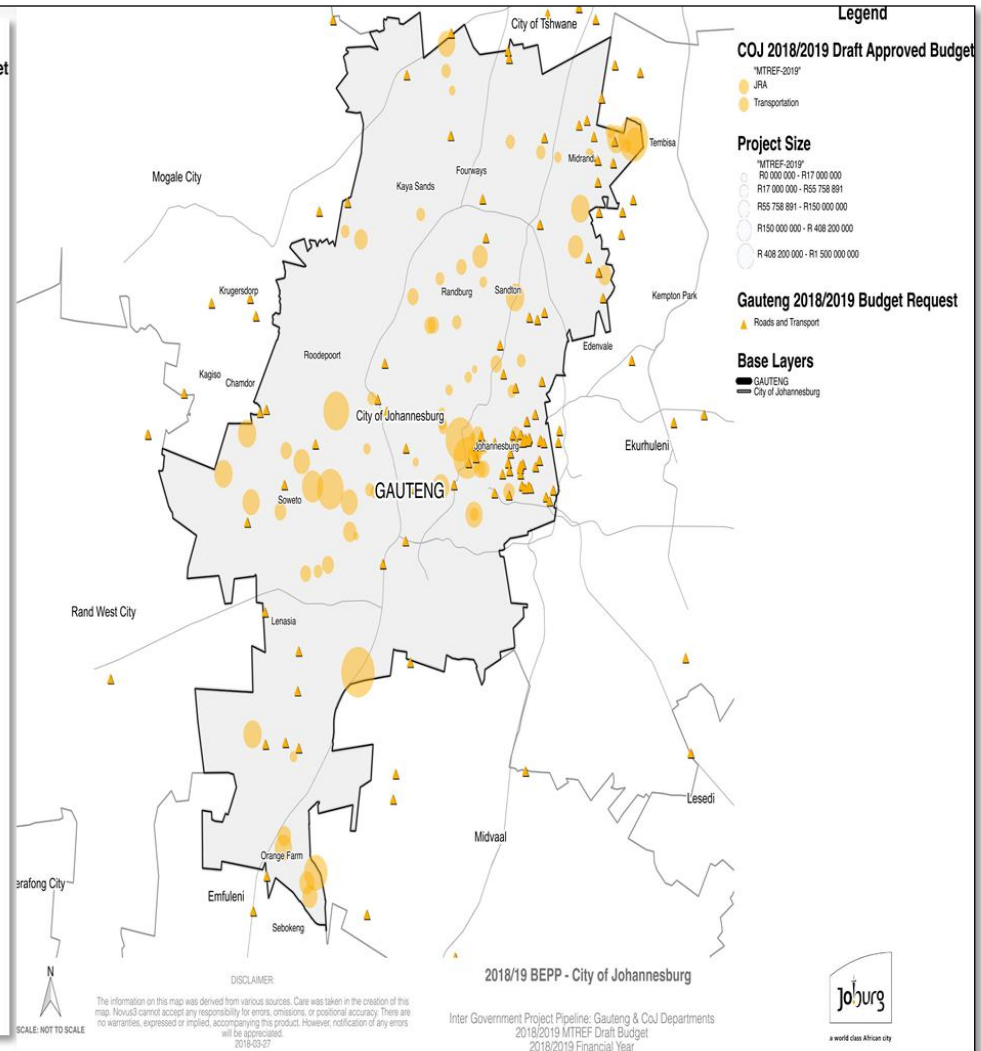 et
Legend
COJ 2018/2019 Draft Approved Budget
"MTREF-2019"
JRA
Transportation
Project Size
"MTREF-2019"
R0 000 000 - R17 000 000
R17 000 000 - R55 758 891
R55 758 891 - R150 000 000
R150 000 000 - R 408 200 000
R 408 200 000 - R1 500 000 000
Gauteng 2018/2019 Budget Request
Roads and Transport
Base Layers
GAUTENG
City of Johannesburg
City of Tshwane
Tembisa
Midrand
Mogale City
Fourways
Kaya Sands
Krugersdorp
Randburg
Sandton
Kempton Park
Roodepoort
Edenvale
Kagiso
Chamdor
City of Johannesburg
Johannesburg
Ekurhuleni
GAUTENG
Soweto
Rand West City
Lenasia
Lesedi
Midvaal
Orange Farm
erafong City
Emfuleni
Sebokeng
N
SCALE: NOT TO SCALE
DISCLAIMER:
The information on this map was derived from various sources. Care was taken in the creation of this
map. Novus3 cannot accept any responsibility for errors, omissions, or positional accuracy. There are
no warranties, expressed or implied, accompanying this product. However, notification of any errors
will be appreciated.
2018-03-27
2018/19 BEPP - City of Johannesburg
Inter Government Project Pipeline: Gauteng & CoJ Departments
2018/2019 MTREF Draft Budget
2018/2019 Financial Year
Joburg
a world class African city